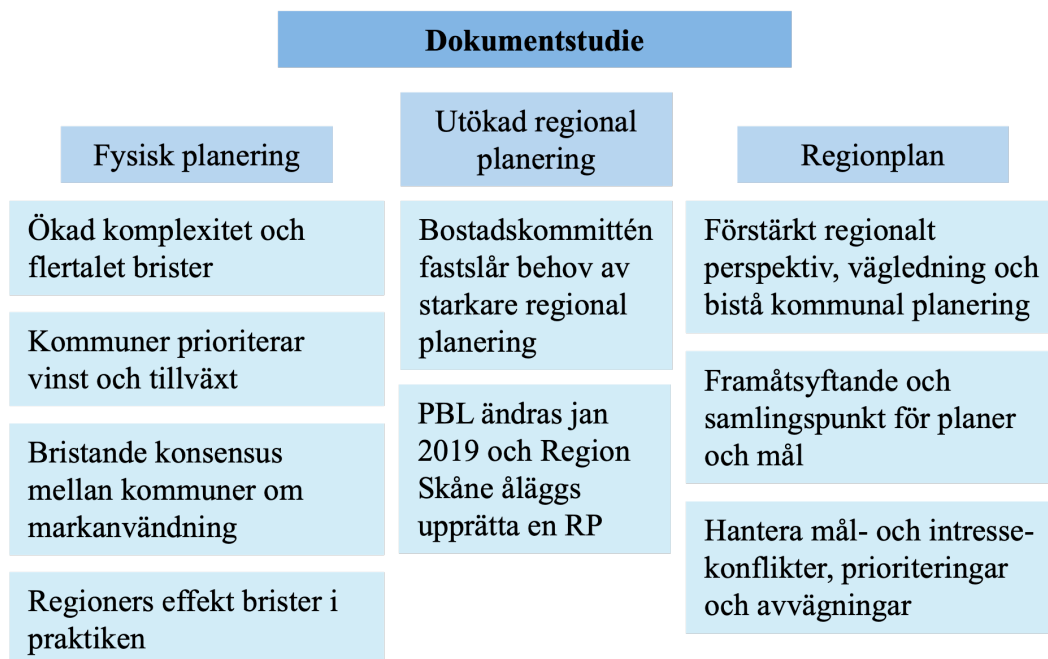 Dokumentstudie
Fysisk planering
Ökad komplexitet och
flertalet brister
Kommuner prioriterar
vinst och tillväxt
Bristande konsensus
mellan kommuner om
markanvändning
Regioners effekt brister i
praktiken
Utökad regional
planering
Bostadskommittén
fastslår behov av
starkare regional
planering
PBL ändras jan
2019 och Region
Skåne åläggs
upprätta en RP
Regionplan
Förstärkt regionalt
perspektiv, vägledning och
bistå kommunal planering
Framåtsyftande och
samlingspunkt för planer
och mål
Hantera mål- och intresse-
konflikter, prioriteringar
och avvägningar